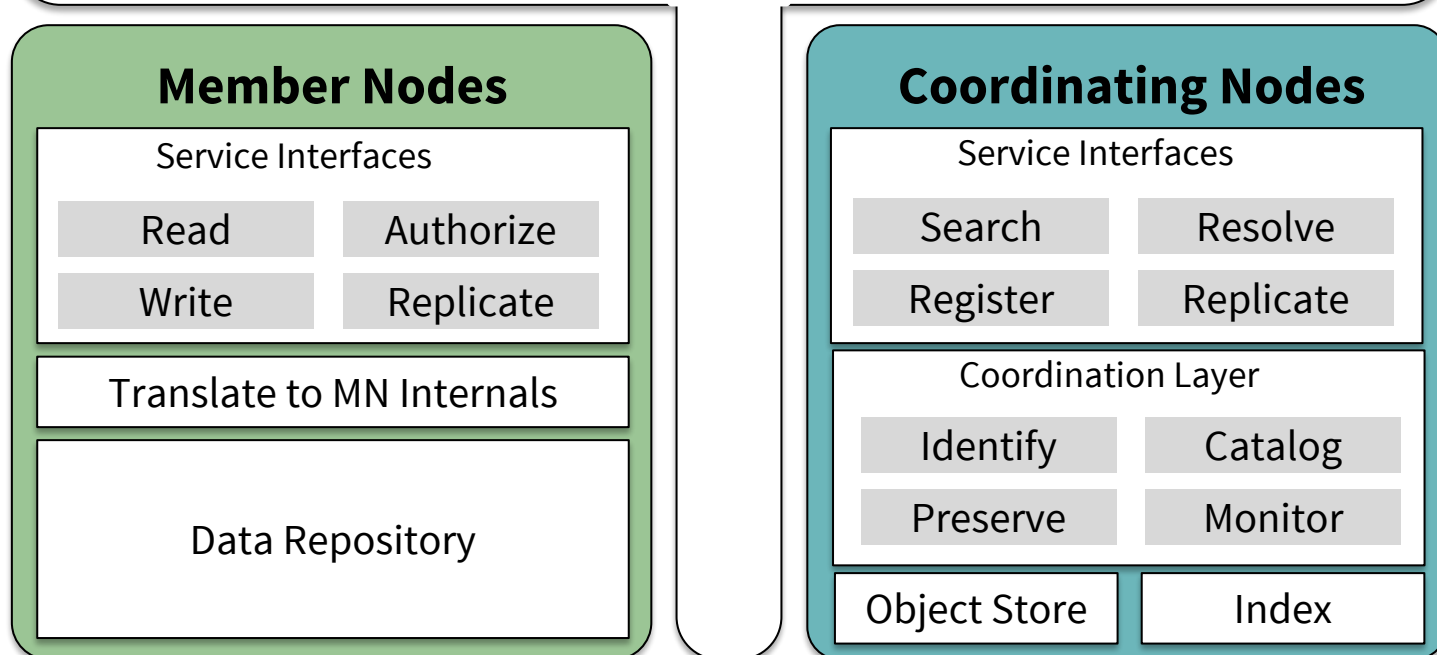 Member Nodes
Service Interfaces
Read
Authorize
Write
Replicate
Translate to MN Internals
Data Repository
Coordinating Nodes
Service Interfaces
Search
Resolve
Register
Replicate
Coordination Layer
Identify
Catalog
Preserve
Monitor
Object Store
Index